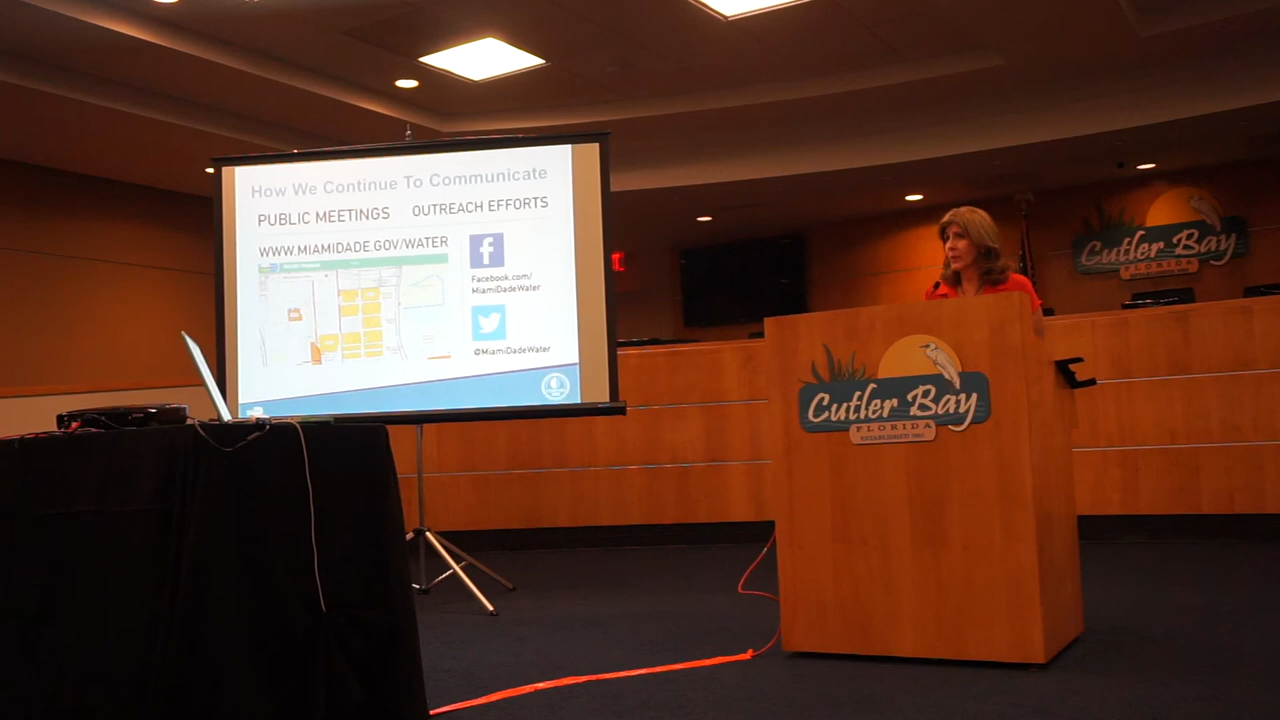 How We Continue To Communicate
PUBLIC MEETINGS
OUTREACH EFFORTS
WWW.MIAMIDADE.GOV/WATER
Facebook.com/
MiamiDadeWater
@MiamiDadeWater
Cutler Bay
FLORIDA
Cutler Bay
FLORIDA
ESTABLISHED